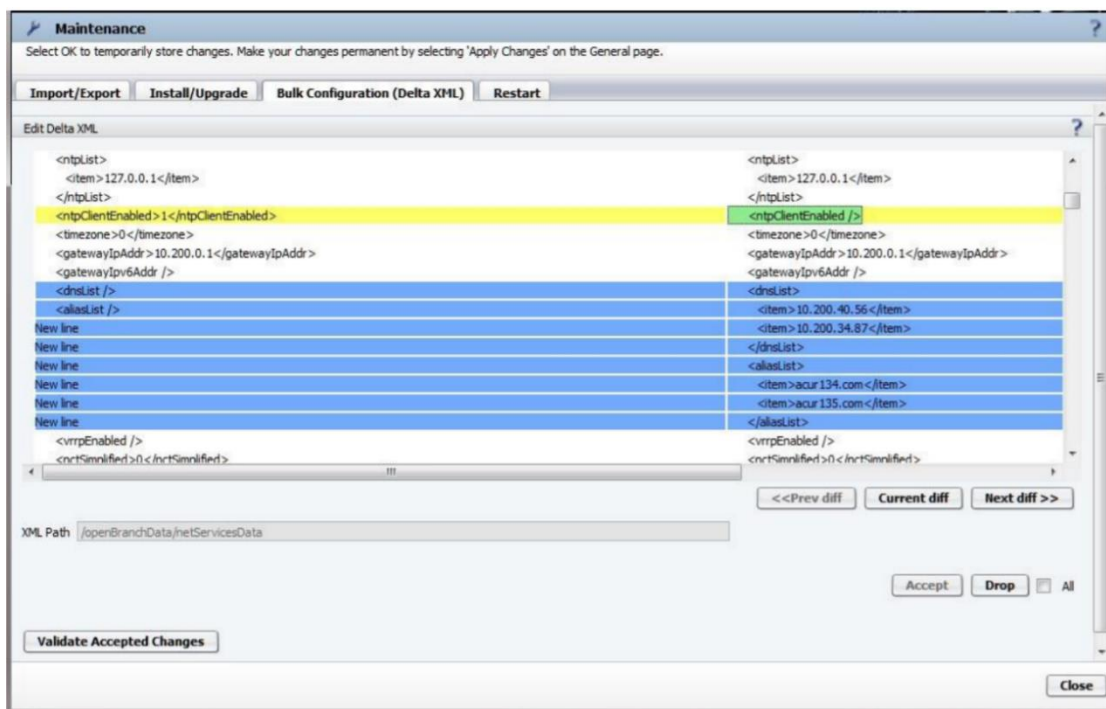 Maintenance
?
Select OK to temporarily store changes. Make your changes permanent by selecting 'Apply Changes' on the General page.
Import/Export Install/Upgrade Bulk Configuration (Delta XML) Restart
Edit Delta XML ?
<ntpList> <ntpList>
<item>127.0.0.1</item> <item>127.0.0.1</item>
</ntpList> </ntpList>
<ntpClientEnabled>1</ntpClientEnabled> <ntpClientEnabled />
<timezone>0</timezone> <timezone>0</timezone>
<gatewayIpAddr>10.200.0.1</gatewayIpAddr> <gatewayIpAddr>10.200.0.1</gatewayIpAddr>
<gatewayIpv6Addr /> <gatewayIpv6Addr />
<dnsList /> <dnsList>
<aliasList /> <item>10.200.40.56</item>
New line <item>10.200.34.87</item>
New line </dnsList>
New line <aliasList>
New line <item>acur134.com</item>
New line <item>acur135.com</item>
New line </aliasList>
<vrrpEnabled /> <vrrpEnabled />
<nctSimplified>0</nctSimplified> <nctSimplified>0</nctSimplified>
<<Prev diff Current diff Next diff >>
XML Path /openBranchData/netServicesData
Accept Drop All
Validate Accepted Changes
Close